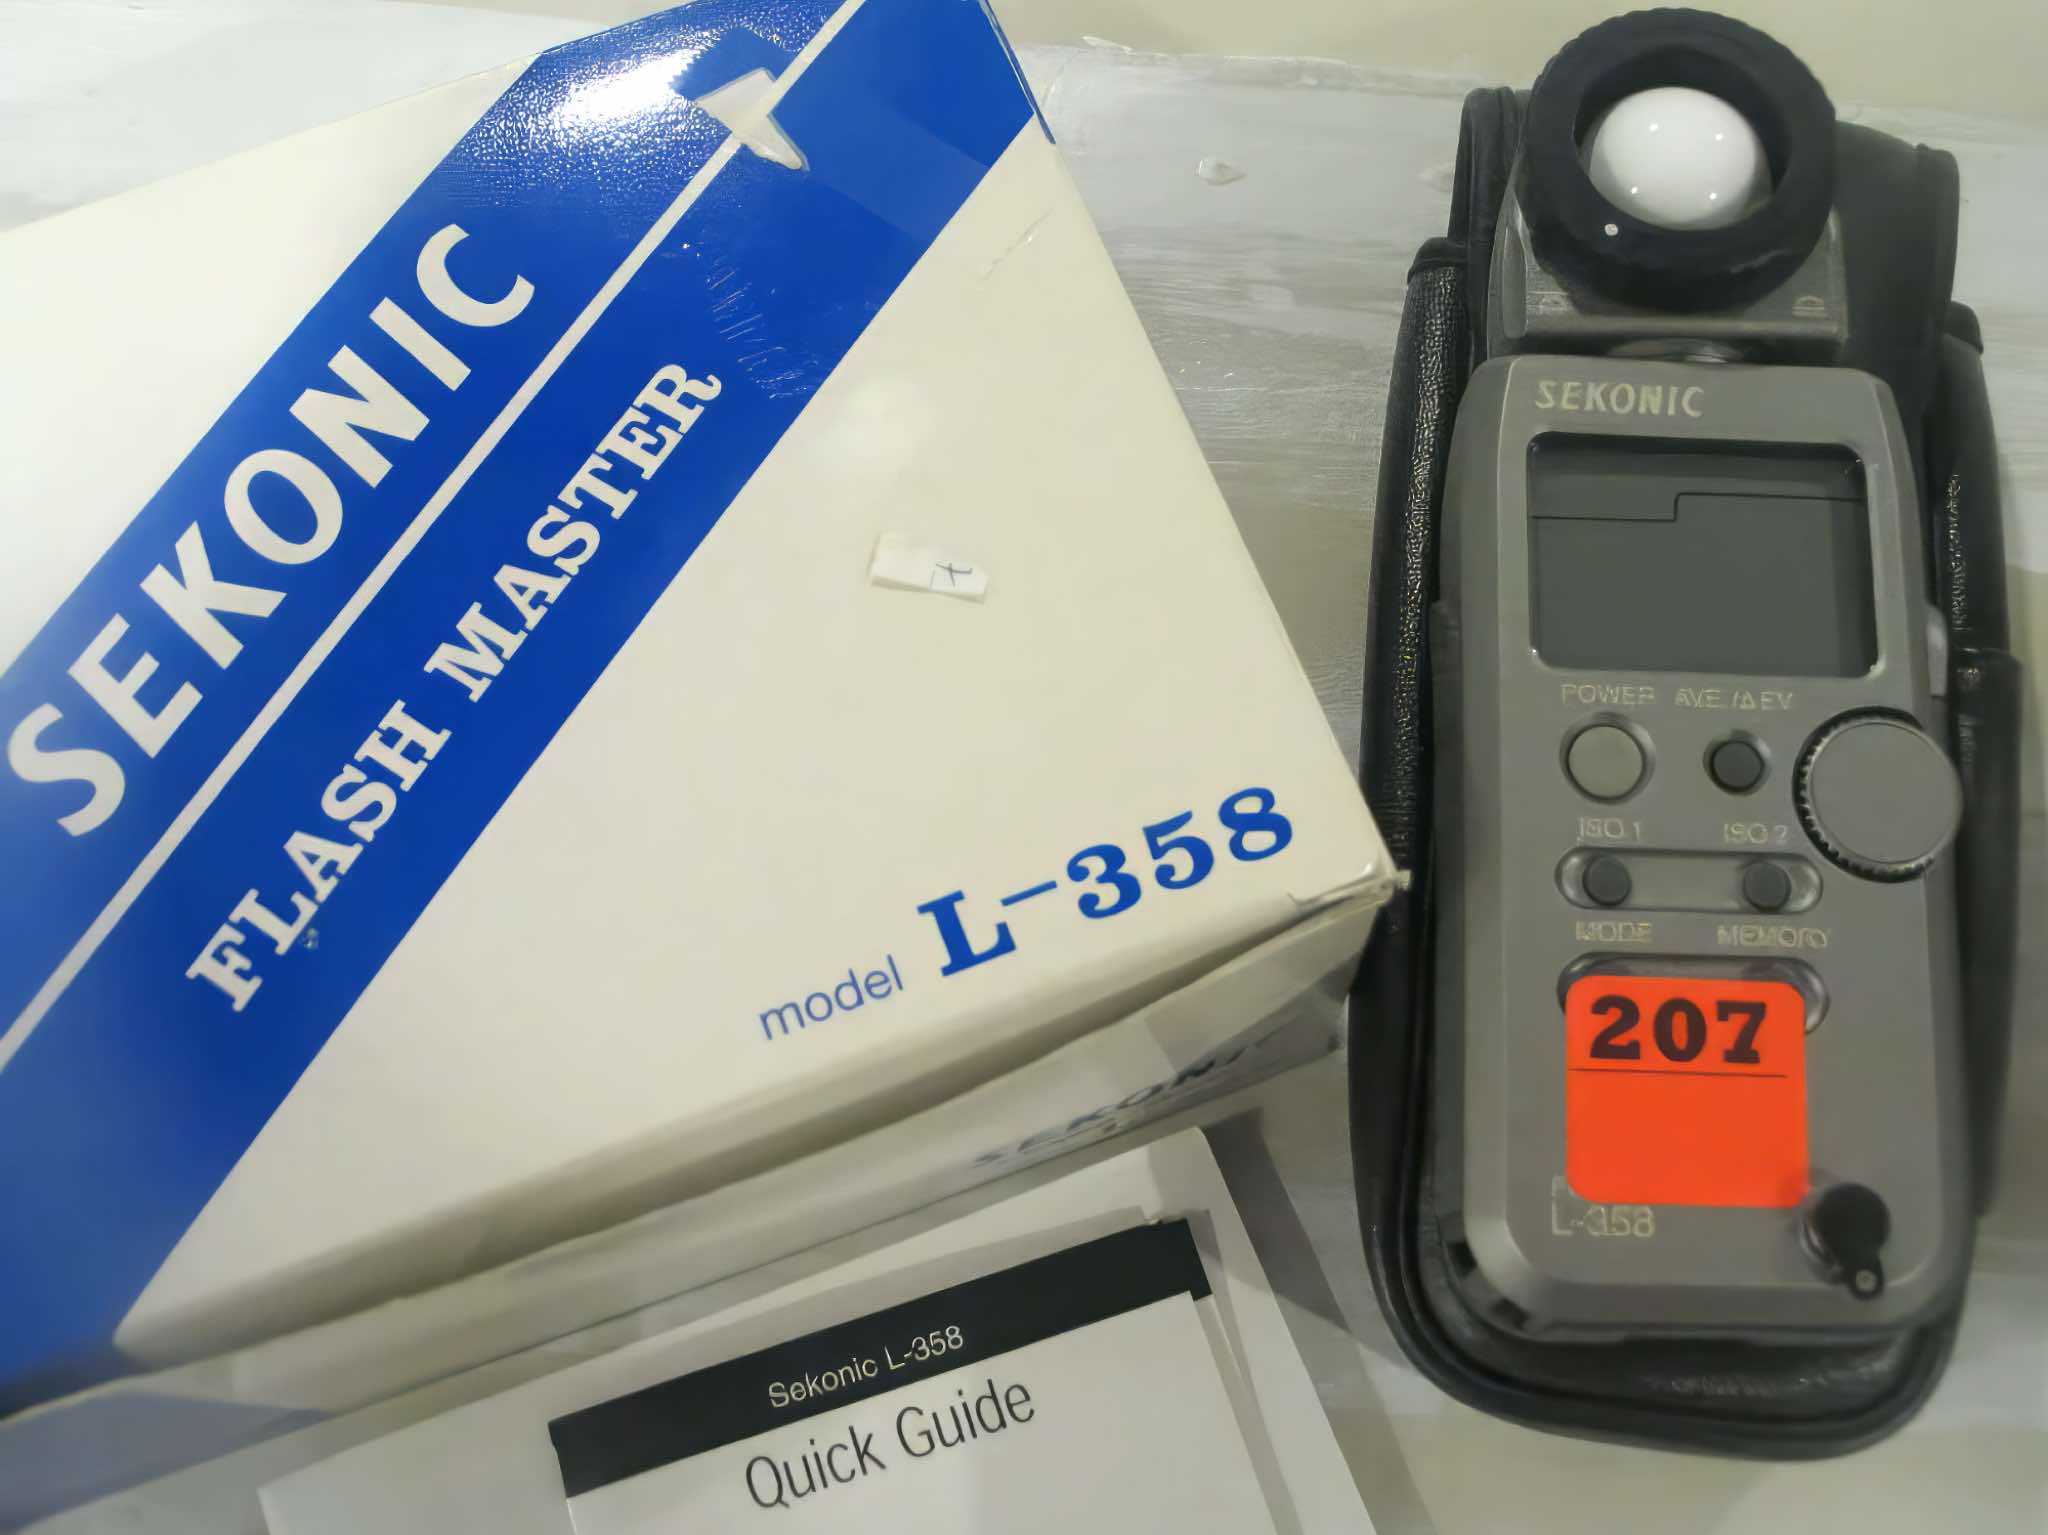 SEKONIC
FLASH MASTER
model L-358
SEKONIC
Sekonic L-358
Quick Guide
SEKONIC
POWER AVE./ΔEV
ISO 1 ISO 2
MODE MEMORY
207
L-358